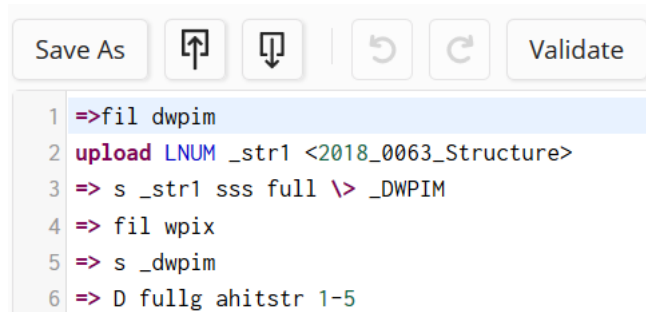 Save As Validate
1 =>fil dwpim
2 upload LNUM _str1 <2018_0063_Structure>
3 => s _str1 sss full \> _DWPIM
4 => fil wpix
5 => s _dwpim
6 => D fullg ahitstr 1-5